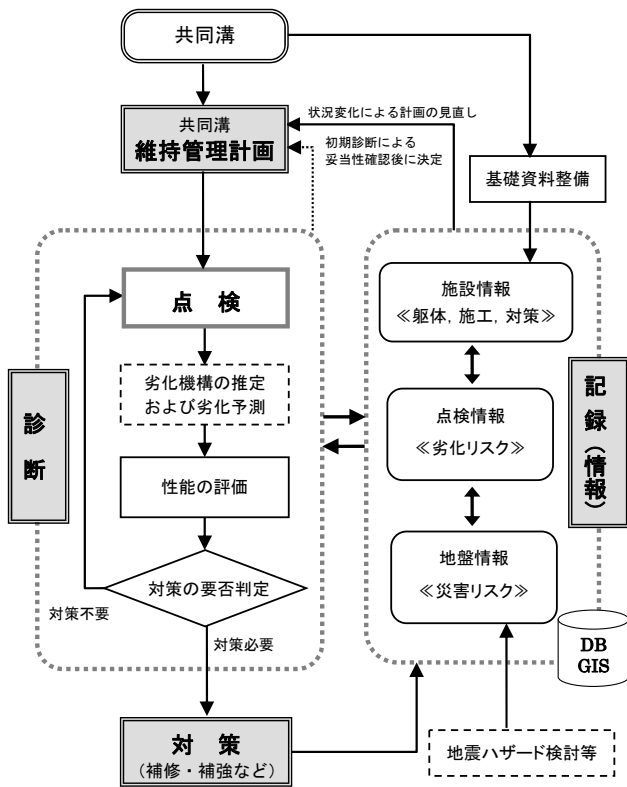 共同溝
共同溝
維持管理計画
状況変化による計画の見直し
初期診断による
妥当性確認後に決定
基礎資料整備
点 検
劣化機構の推定
および劣化予測
性能の評価
対策の要否判定
対策不要
対策必要
診断
施設情報
≪躯体，施工，対策≫
点検情報
≪劣化リスク≫
地盤情報
≪災害リスク≫
記録（情報）
DB
GIS
対 策
（補修・補強など）
地震ハザード検討等